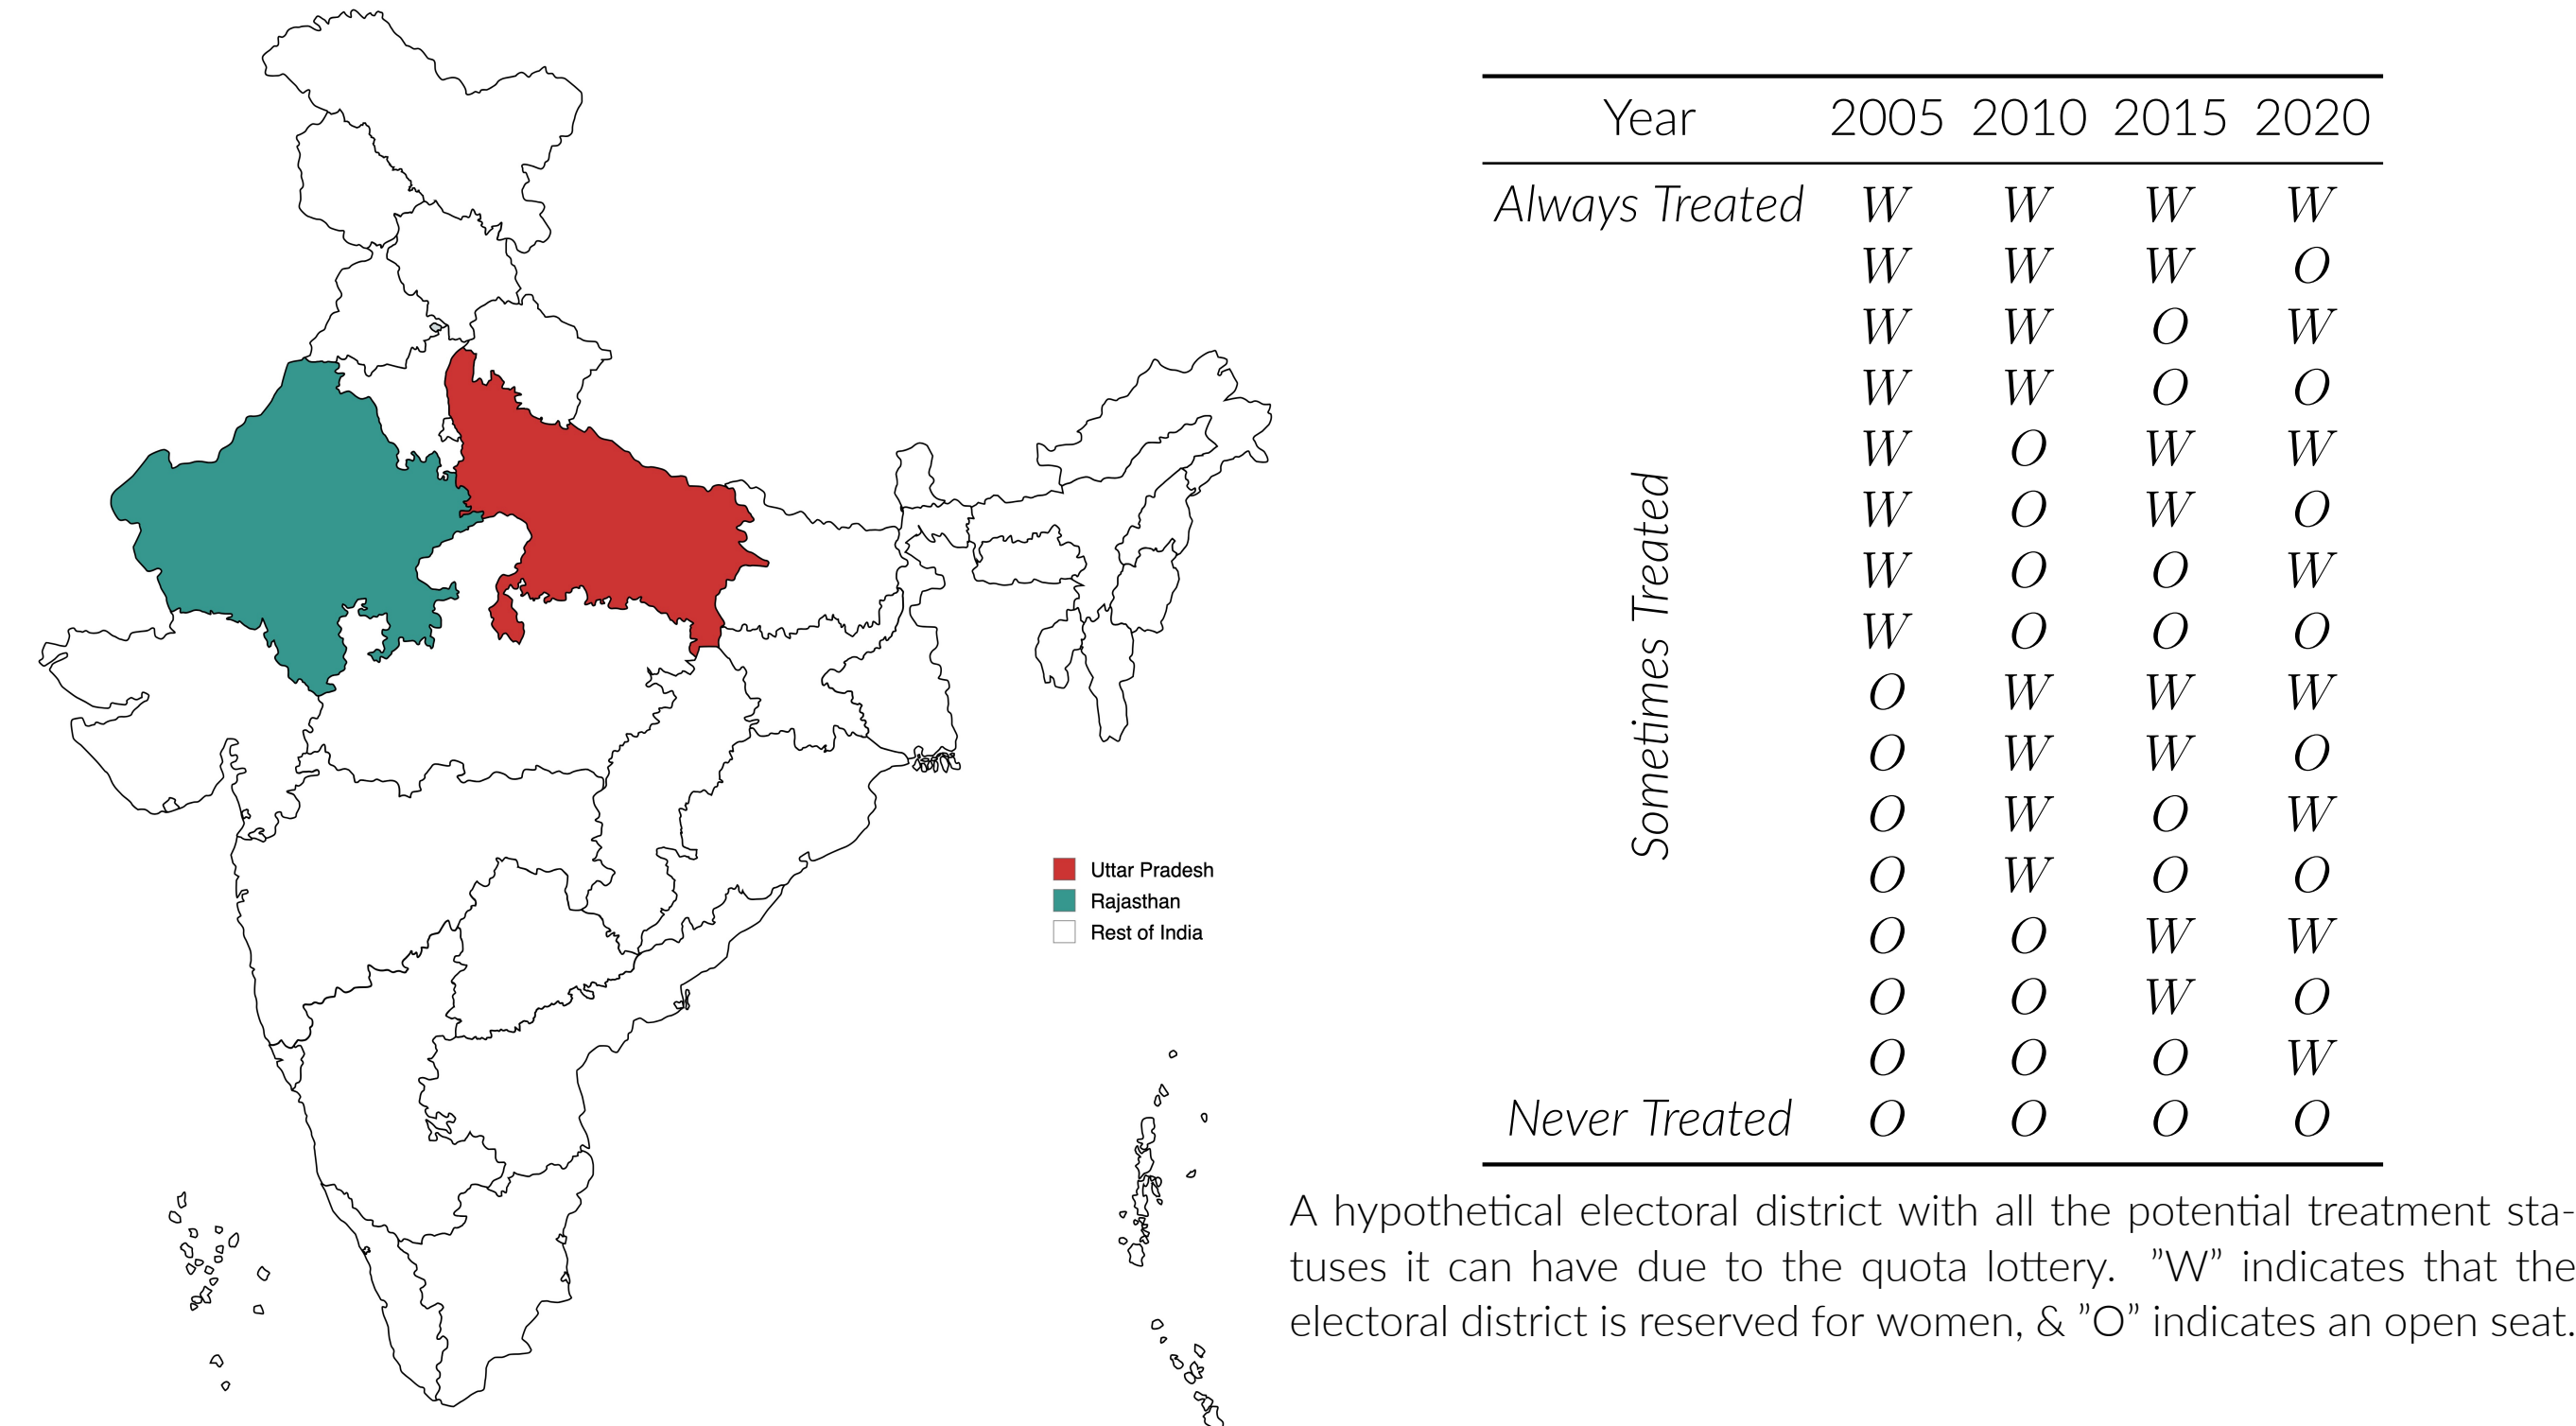 Uttar Pradesh
Rajasthan
Rest of India
Year 2005 2010 2015 2020
Always Treated W W W W
W W W O
W W O W
W W O O
W O W W
W O W O
W O O W
W O O O
O W W W
O W W O
O W O W
O W O O
O O W W
O O W O
O O O W
Sometimes Treated
Never Treated O O O O
A hypothetical electoral district with all the potential treatment sta-
tuses it can have due to the quota lottery. ”W” indicates that the
electoral district is reserved for women, & ”O” indicates an open seat.